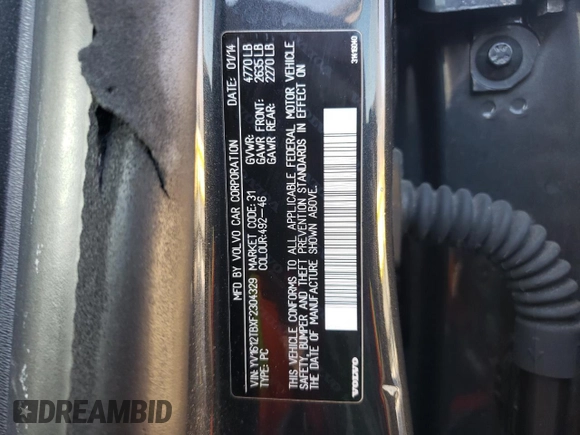 MFD BY VOLVO CAR CORPORATION DATE: 01/14
VIN: YV1612TBXF2304329 GVWR: 4770 LB
TYPE: PC MARKET CODE: 31 GAWR FRONT: 2635 LB
COLOUR: 492-46 GAWR REAR: 2270 LB
THIS VEHICLE CONFORMS TO ALL APPLICABLE FEDERAL MOTOR VEHICLE
SAFETY, BUMPER AND THEFT PREVENTION STANDARDS IN EFFECT ON
THE DATE OF MANUFACTURE SHOWN ABOVE.
VOLVO
DREAMBID